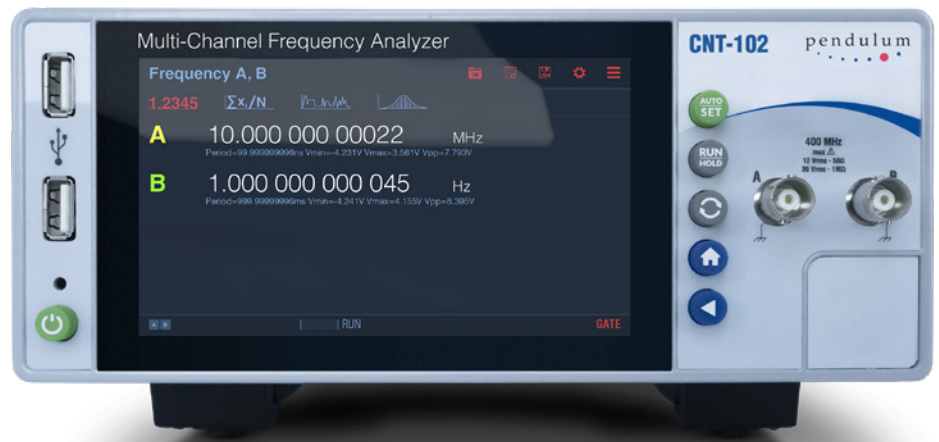 Multi-Channel Frequency Analyzer
CNT-102
pendulum
Frequency A, B
1.2345 Σxᵢ/N
A 10.000 000 00022 MHz
Period=99.999999998ns Vmin=-4.231V Vmax=3.561V Vpp=7.793V
B 1.000 000 000 045 Hz
Period=999.99999996ms Vmin=-4.241V Vmax=4.155V Vpp=8.395V
RUN GATE
AUTO
SET
RUN
HOLD
400 MHz
max ⚠
12 Vrms - 50Ω
30 Vrms - 1MΩ
A B